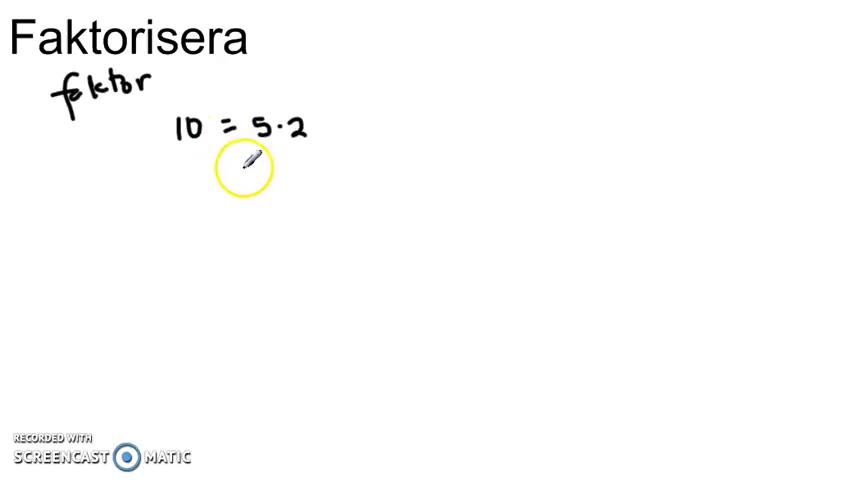 Faktorisera
faktor
10 = 5·2
RECORDED WITH
SCREENCAST MATIC